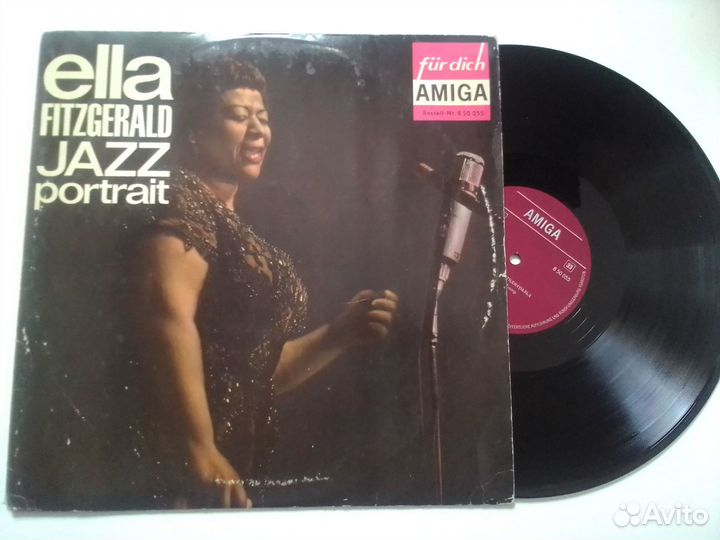 ella
FITZGERALD
JAZZ
portrait
für dich
AMIGA
Bestell-Nr. 8 50 255
AMIGA
33
8 50 255
Avito